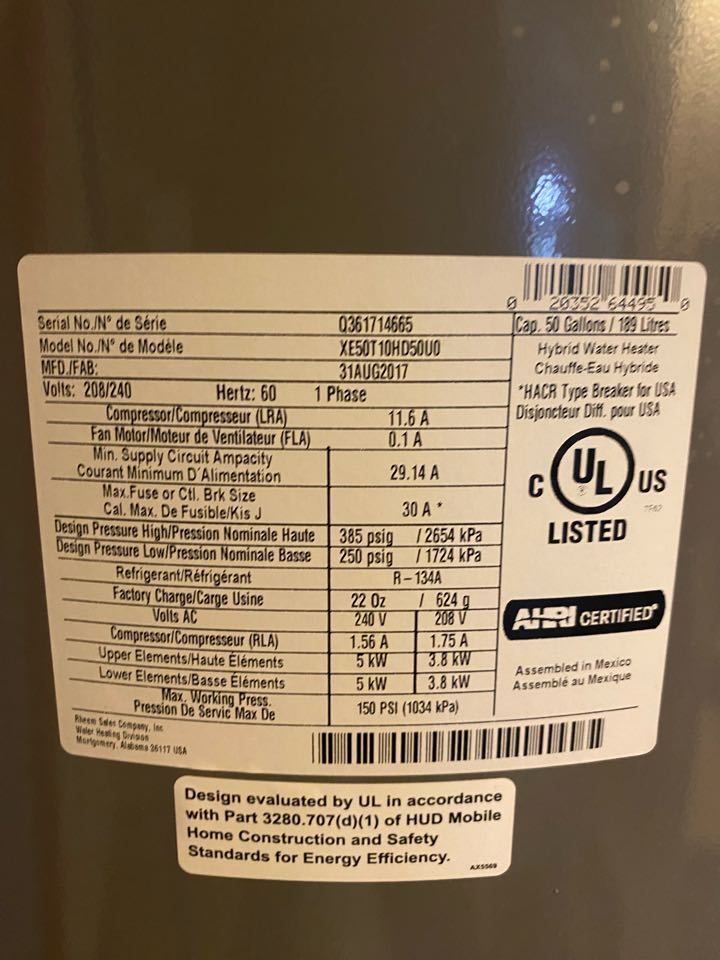 0 20352 64495 0
Serial No./N° de Série Q361714665 Cap. 50 Gallons / 189 Litres
Model No./N° de Modèle XE50T10HD50U0 Hybrid Water Heater
MFD./FAB: 31AUG2017 Chauffe-Eau Hybride
Volts: 208/240 Hertz: 60 1 Phase *HACR Type Breaker for USA
Compressor/Compresseur (LRA) 11.6 A Disjoncteur Diff. pour USA
Fan Motor/Moteur de Ventilateur (FLA) 0.1 A
Min. Supply Circuit Ampacity
Courant Minimum D'Alimentation 29.14 A
Max.Fuse or Ctl. Brk Size
Cal. Max. De Fusible/Kis J 30 A *
C UL US
LISTED
Design Pressure High/Pression Nominale Haute 385 psig / 2654 kPa
Design Pressure Low/Pression Nominale Basse 250 psig / 1724 kPa
Refrigerant/Réfrigérant R-134A
Factory Charge/Carge Usine 22 Oz / 624 g
Volts AC 240 V 208 V
AHRI CERTIFIED®
Compressor/Compresseur (RLA) 1.56 A 1.75 A
Upper Elements/Haute Éléments 5 kW 3.8 kW
Lower Elements/Basse Éléments 5 kW 3.8 kW
Assembled in Mexico
Assemblé au Mexique
Max. Working Press.
Pression De Servic Max De 150 PSI (1034 kPa)
Rheem Sales Company, Inc
Water Heating Division
Montgomery, Alabama 36117 USA
Design evaluated by UL in accordance
with Part 3280.707(d)(1) of HUD Mobile
Home Construction and Safety
Standards for Energy Efficiency.
AX5569